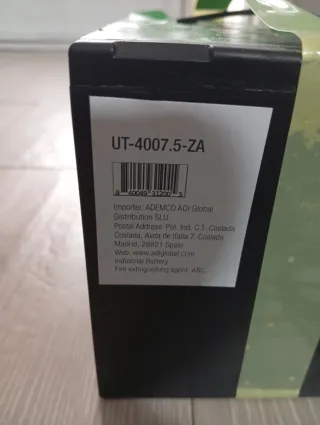 UT-4007.5-ZA
8 40049 31200 5
Importer: ADEMCO ADI Global
Distribution SLU
Postal Address: Pol. Ind. C.T. Coslada
Coslada, Avda de Italia 7. Coslada
Madrid, 28821 Spain
Web: www.adiglobal.com
Industrial Battery
Fire extinguishing agent: ABC